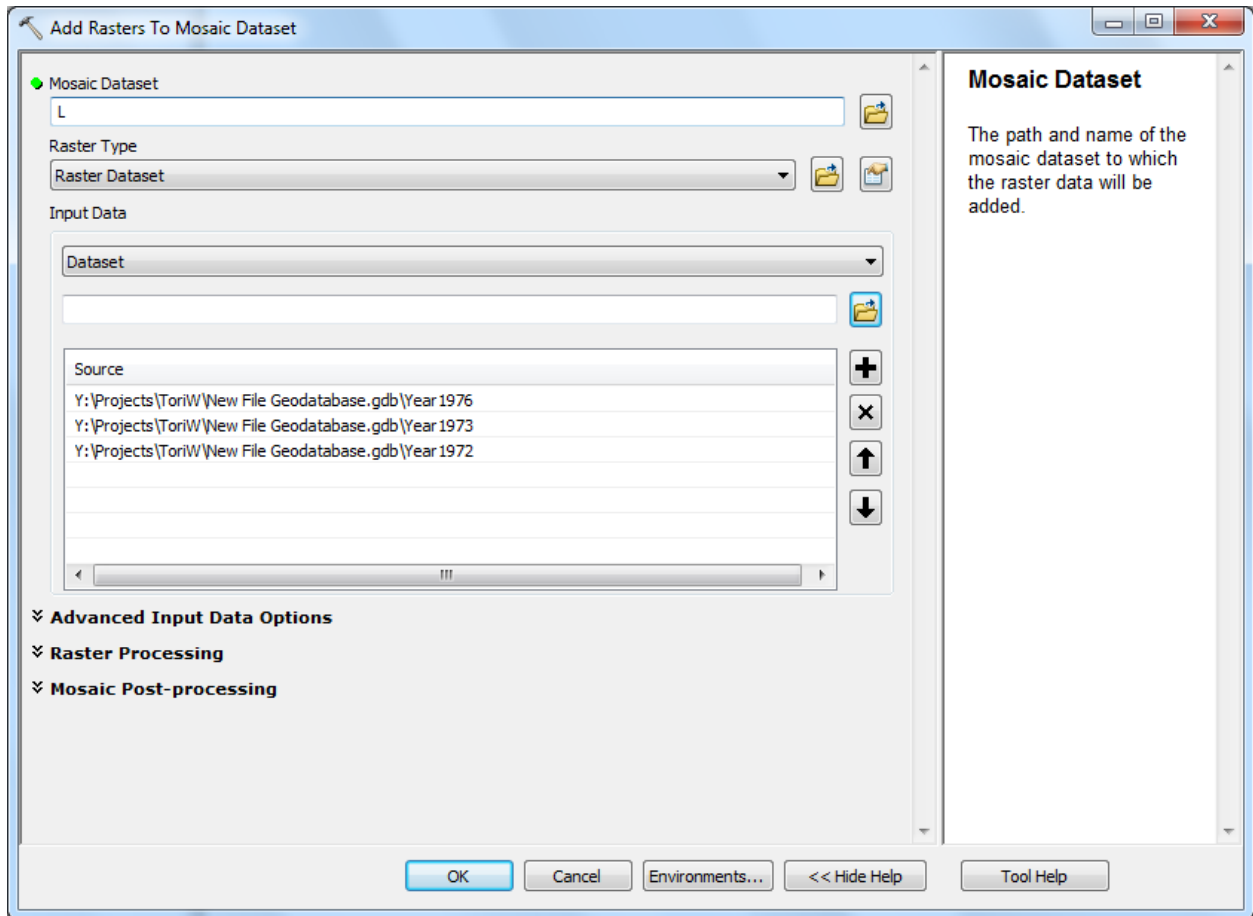 Add Rasters To Mosaic Dataset
Mosaic Dataset
L
Raster Type
Raster Dataset
Input Data
Dataset
Source
Y:\Projects\ToriW\New File Geodatabase.gdb\Year1976
Y:\Projects\ToriW\New File Geodatabase.gdb\Year1973
Y:\Projects\ToriW\New File Geodatabase.gdb\Year1972
Advanced Input Data Options
Raster Processing
Mosaic Post-processing
Mosaic Dataset
The path and name of the
mosaic dataset to which
the raster data will be
added.
OK
Cancel
Environments...
<< Hide Help
Tool Help